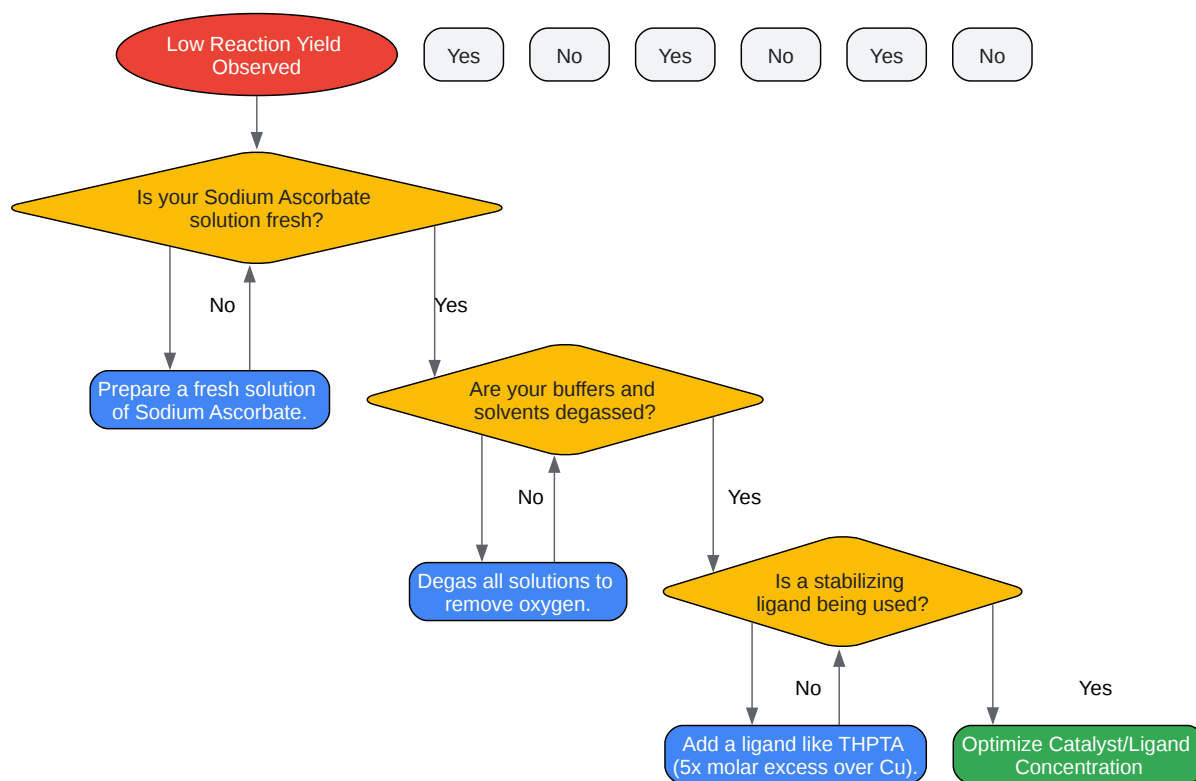 Low Reaction Yield
Observed
Yes
No
Yes
No
Yes
No
Is your Sodium Ascorbate
solution fresh?
No
Yes
Prepare a fresh solution
of Sodium Ascorbate.
Are your buffers and
solvents degassed?
No
Yes
Degas all solutions to
remove oxygen.
Is a stabilizing
ligand being used?
No
Yes
Add a ligand like THPTA
(5x molar excess over Cu).
Optimize Catalyst/Ligand
Concentration